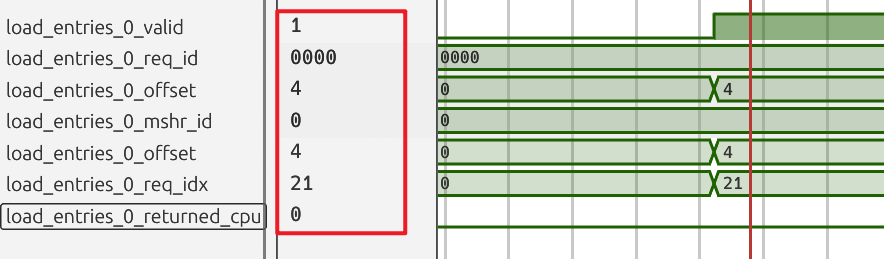 load_entries_0_valid 1
load_entries_0_req_id 0000 0000
load_entries_0_offset 4 0 4
load_entries_0_mshr_id 0 0
load_entries_0_offset 4 0 4
load_entries_0_req_idx 21 0 21
load_entries_0_returned_cpu 0